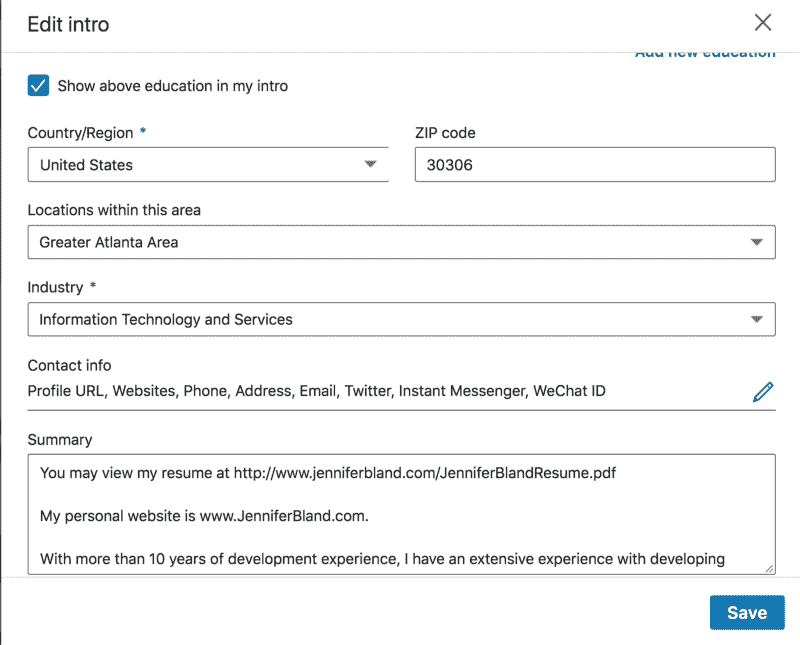 Edit intro
Add new education
Show above education in my intro
Country/Region *
ZIP code
United States
30306
Locations within this area
Greater Atlanta Area
Industry *
Information Technology and Services
Contact info
Profile URL, Websites, Phone, Address, Email, Twitter, Instant Messenger, WeChat ID
Summary
You may view my resume at http://www.jenniferbland.com/JenniferBlandResume.pdf
My personal website is www.JenniferBland.com.
With more than 10 years of development experience, I have an extensive experience with developing
Save